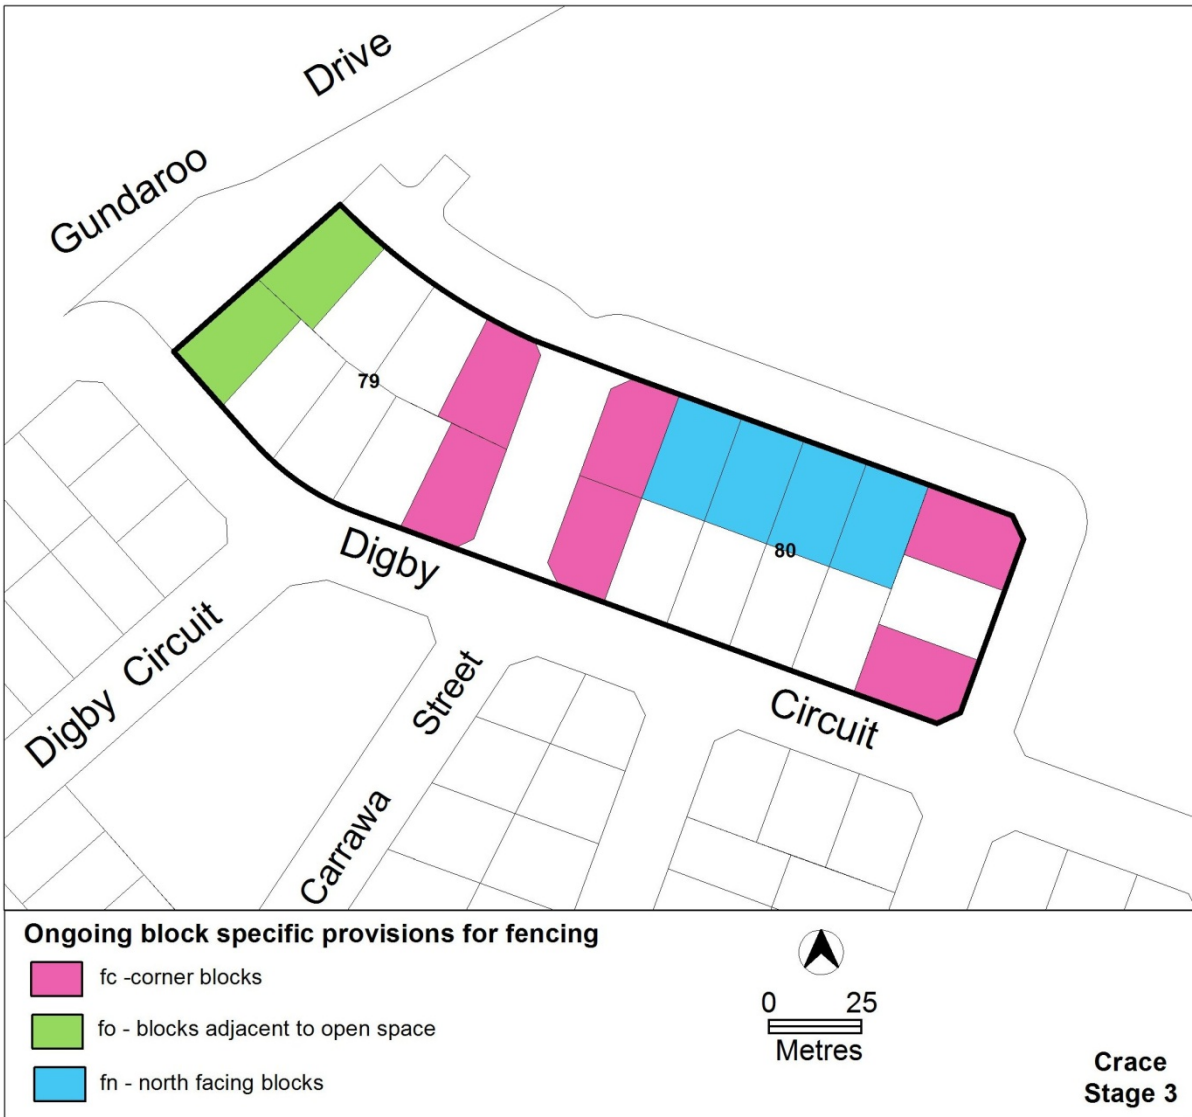 Drive
Gundaroo
79
Digby
80
Digby Circuit
Street
Circuit
Carrawa
Ongoing block specific provisions for fencing
fc -corner blocks
fo - blocks adjacent to open space
fn - north facing blocks
0 25
Metres
Crace
Stage 3